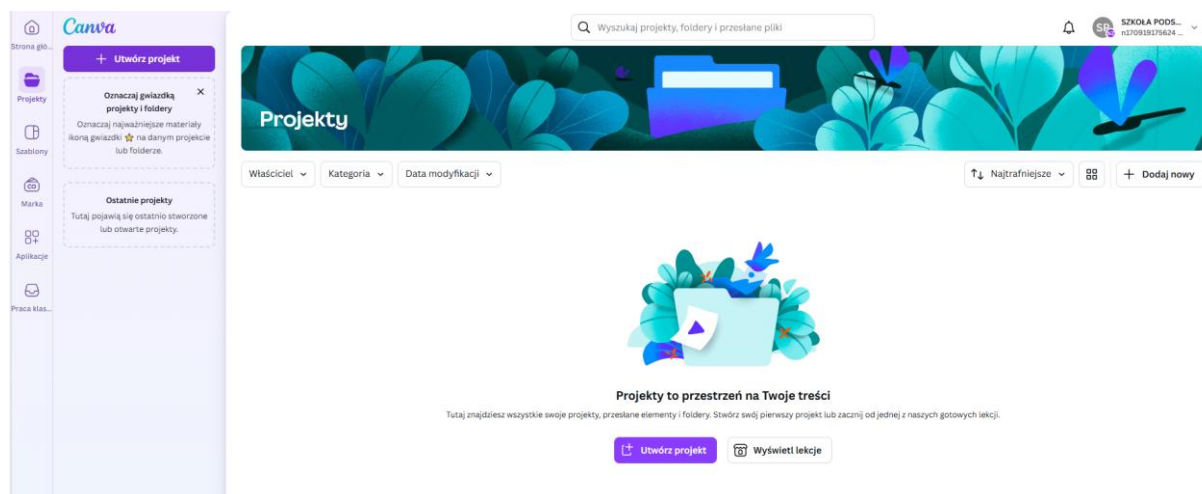 Strona głó...
Projekty
Szablony
Marka
Aplikacje
Praca klas...
Canva
+ Utwórz projekt
Oznaczaj gwiazdką
projekty i foldery
Oznaczaj najważniejsze materiały
ikoną gwiazdki ⭐ na danym projekcie
lub folderze.
Ostatnie projekty
Tutaj pojawią się ostatnio stworzone
lub otwarte projekty.
Wyszukaj projekty, foldery i przesłane pliki
SP
SZKOŁA PODS...
n170919175624 ...
Projekty
Właściciel
Kategoria
Data modyfikacji
Najtrafniejsze
+ Dodaj nowy
Projekty to przestrzeń na Twoje treści
Tutaj znajdziesz wszystkie swoje projekty, przesłane elementy i foldery. Stwórz swój pierwszy projekt lub zacznij od jednej z naszych gotowych lekcji.
Utwórz projekt
Wyświetl lekcje